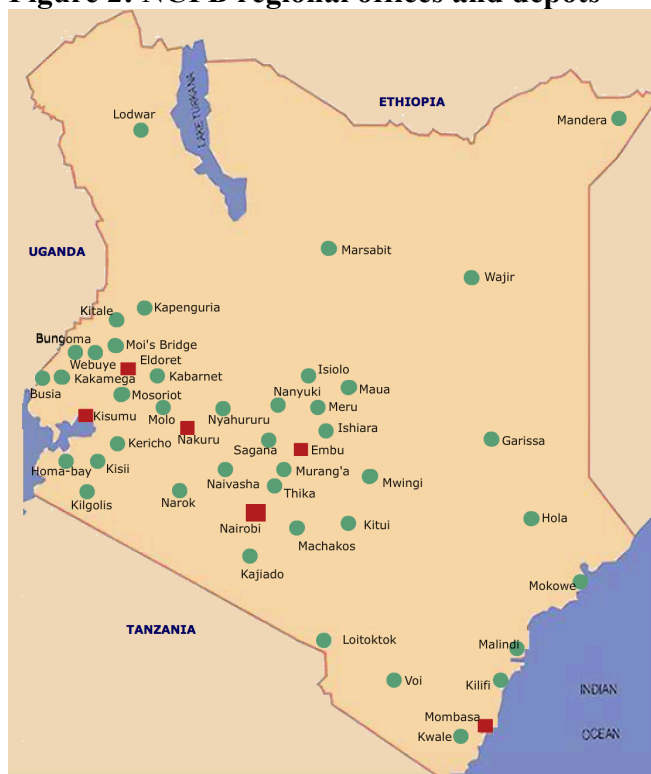 Figure 2: NCPB regional offices and depots
ETHIOPIA
Lodwar
LAKE TURKANA
Mandera
UGANDA
Marsabit
Wajir
Kapenguria
Kitale
Bungoma
Moi's Bridge
Webuye
Eldoret
Kakamega
Kabarnet
Busia
Mosoriot
Isiolo
Nanyuki
Maua
Kisumu
Molo
Nyahururu
Meru
Nakuru
Ishiara
Kericho
Sagana
Embu
Garissa
Homa-bay
Kisii
Naivasha
Murang'a
Mwingi
Kilgolis
Narok
Thika
Nairobi
Machakos
Kitui
Hola
Kajiado
Mokowe
TANZANIA
Loitoktok
Malindi
Voi
Kilifi
INDIAN
Mombasa
Kwale
OCEAN